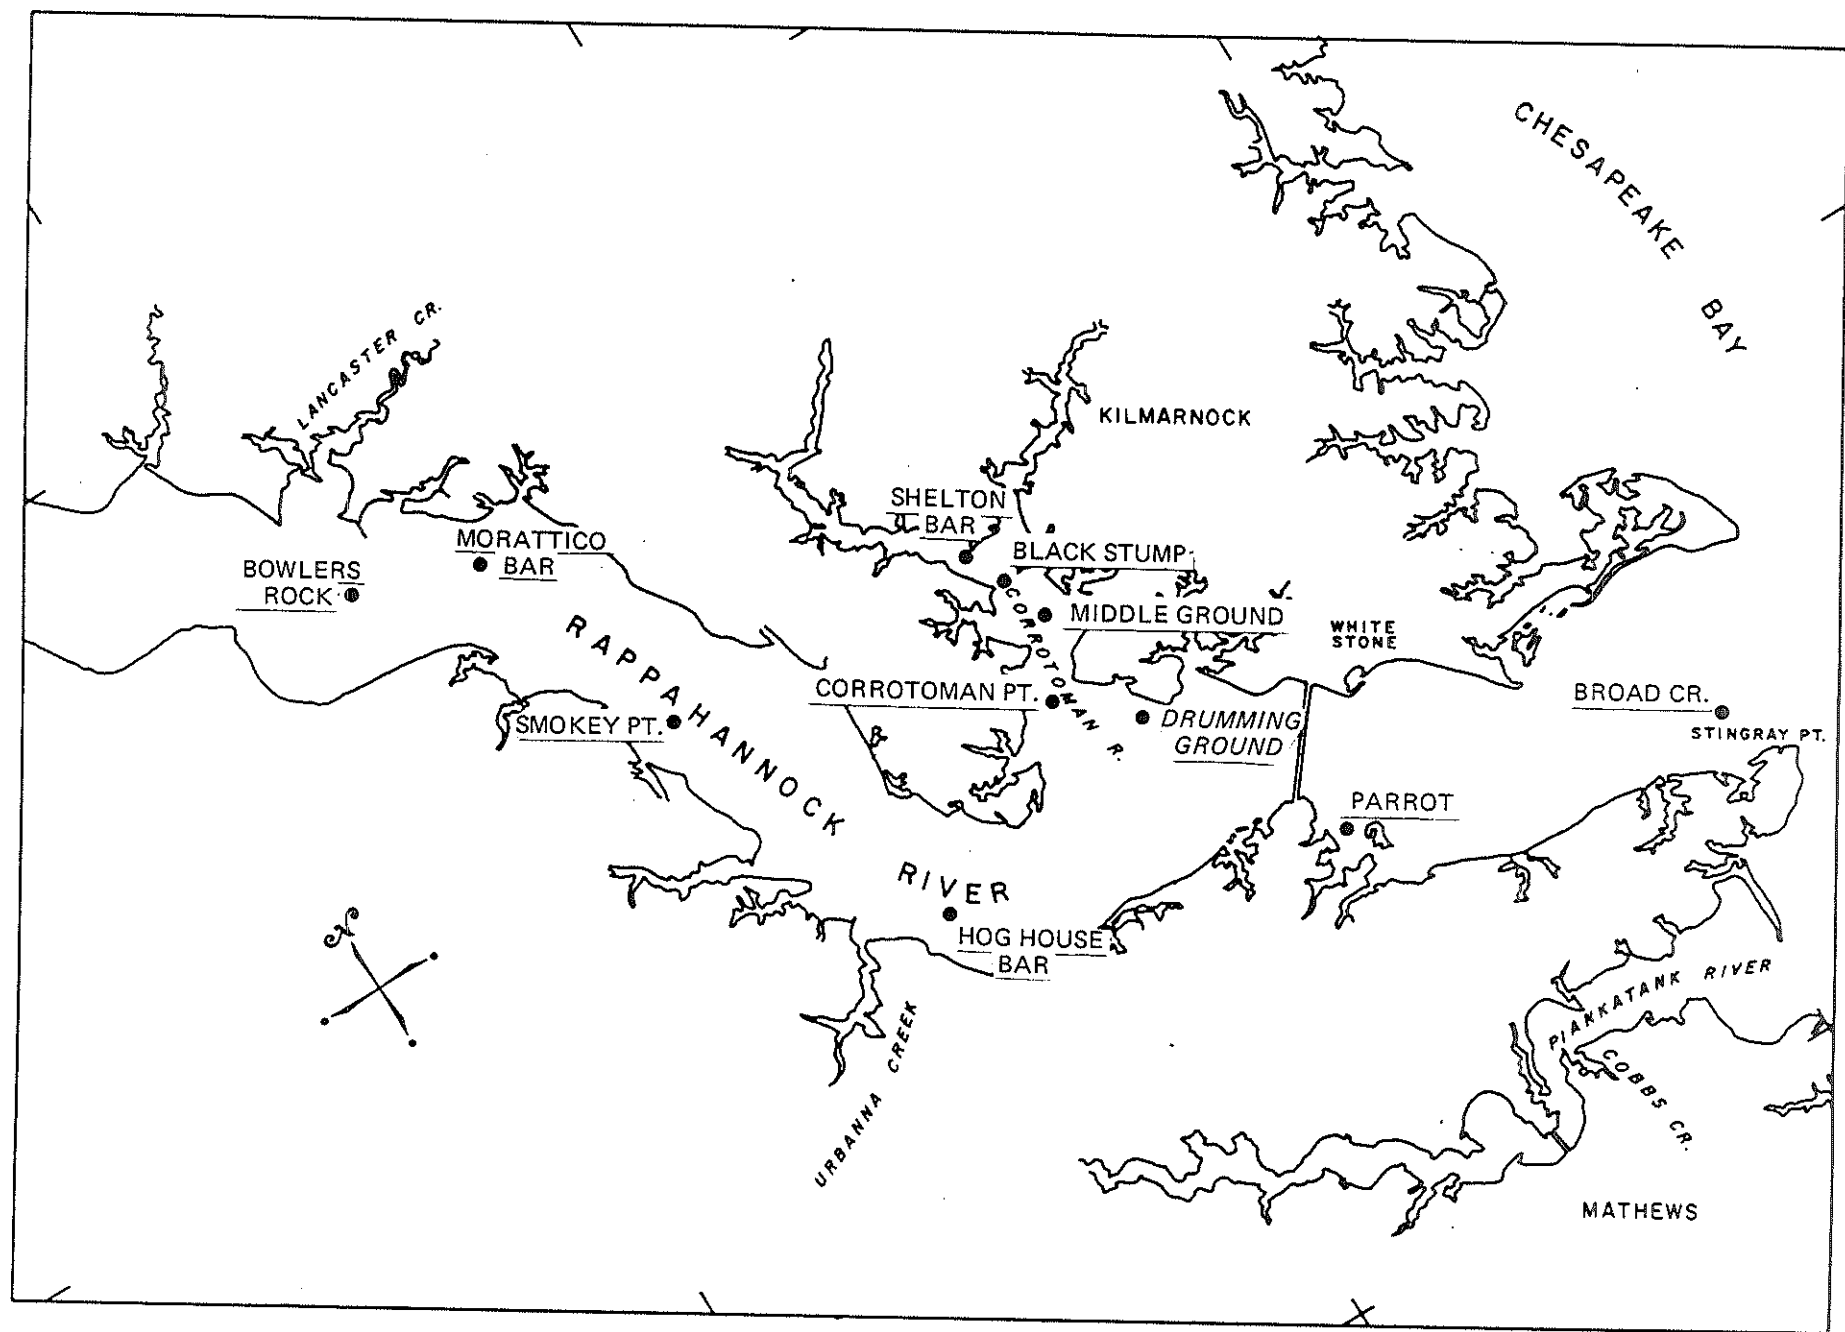 CHESAPEAKE BAY
LANCASTER CR.
KILMARNOCK
SHELTON
BAR
MORATTICO
BAR
BLACK STUMP
BOWLERS
ROCK
MIDDLE GROUND
WHITE
STONE
CORROTOMAN R.
RAPPAHANNOCK
RIVER
CORROTOMAN PT.
BROAD CR.
SMOKEY PT.
DRUMMING
GROUND
STINGRAY PT.
PARROT
HOG HOUSE
BAR
N
URBANNA CREEK
PIANKATANK RIVER
COBBS CR.
MATHEWS